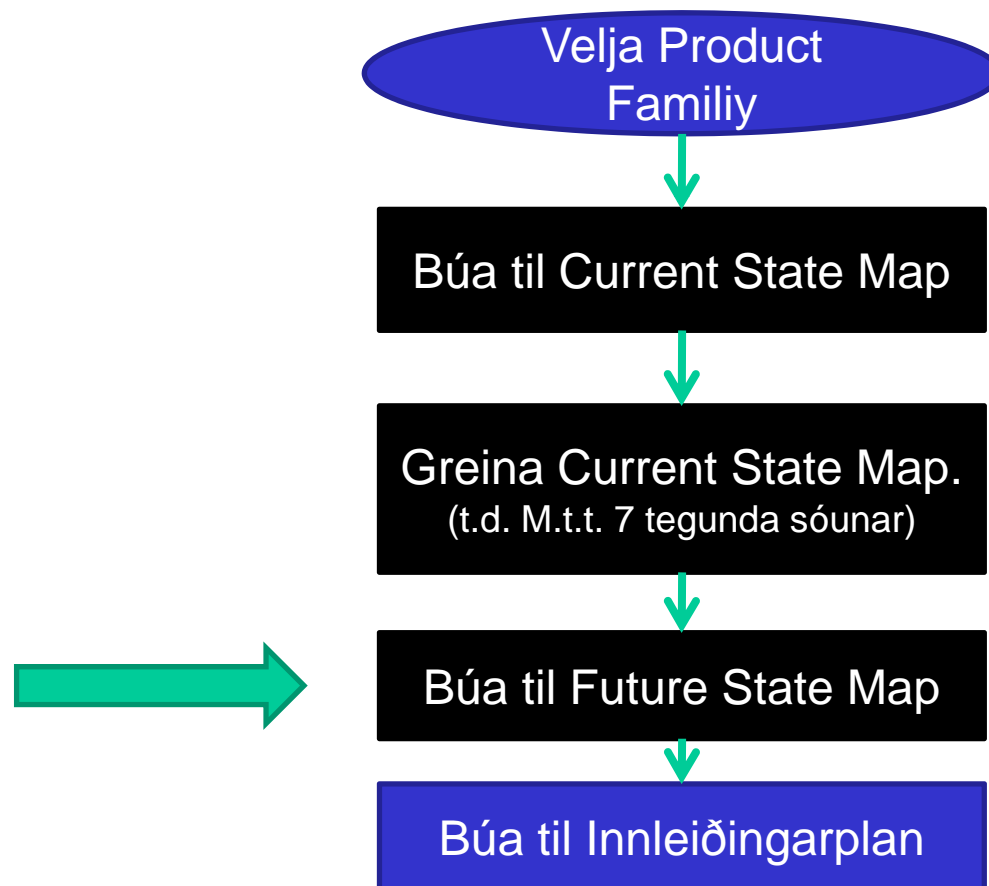 Velja Product
Familiy
Búa til Current State Map
Greina Current State Map.
(t.d. M.t.t. 7 tegunda sóunar)
Búa til Future State Map
Búa til Innleiðingarplan